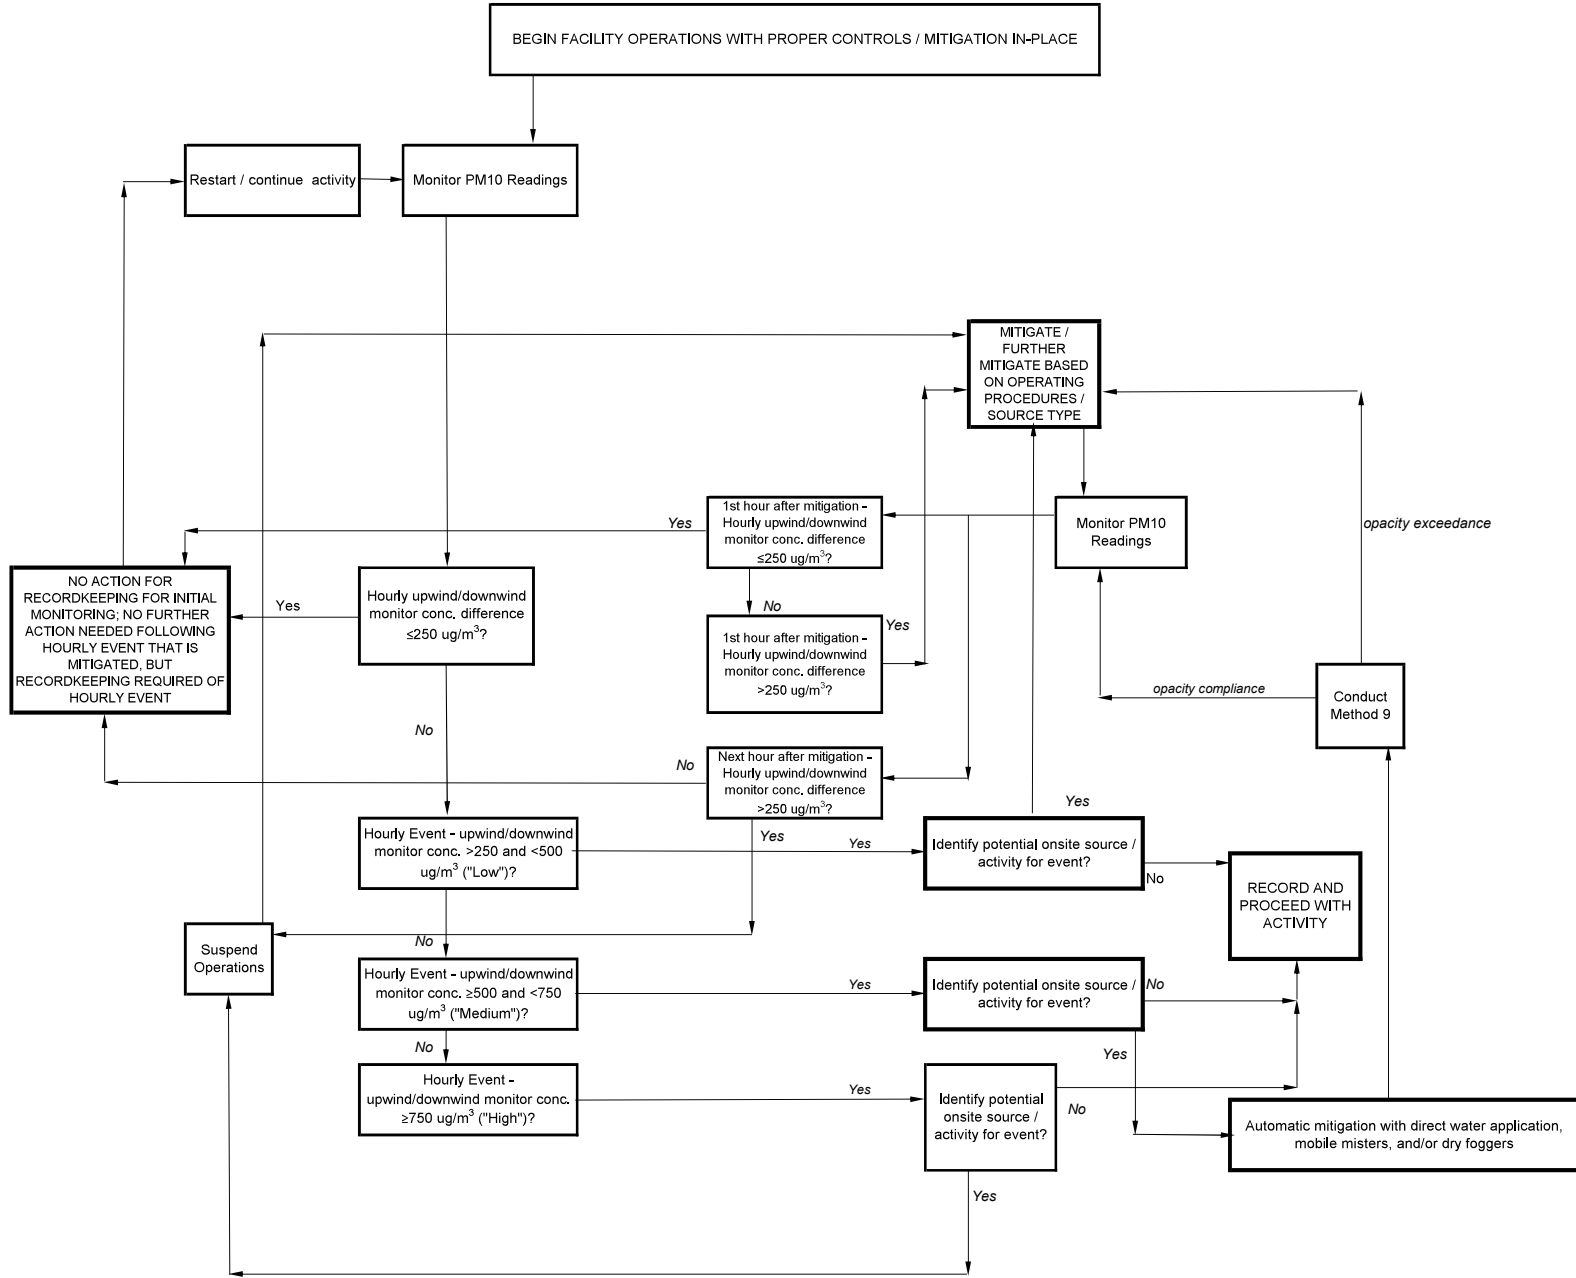 BEGIN FACILITY OPERATIONS WITH PROPER CONTROLS / MITIGATION IN-PLACE
Restart / continue activity
Monitor PM10 Readings
MITIGATE /
FURTHER
MITIGATE BASED
ON OPERATING
PROCEDURES /
SOURCE TYPE
1st hour after mitigation -
Hourly upwind/downwind
monitor conc. difference
≤250 ug/m³?
Yes
Monitor PM10
Readings
opacity exceedance
NO ACTION FOR
RECORDKEEPING FOR INITIAL
MONITORING; NO FURTHER
ACTION NEEDED FOLLOWING
HOURLY EVENT THAT IS
MITIGATED, BUT
RECORDKEEPING REQUIRED OF
HOURLY EVENT
Yes
Hourly upwind/downwind
monitor conc. difference
≤250 ug/m³?
No
1st hour after mitigation -
Hourly upwind/downwind
monitor conc. difference
>250 ug/m³?
Yes
opacity compliance
Conduct
Method 9
No
No
Next hour after mitigation -
Hourly upwind/downwind
monitor conc. difference
>250 ug/m³?
Yes
Yes
Hourly Event - upwind/downwind
monitor conc. >250 and <500
ug/m³ ("Low")?
Yes
Identify potential onsite source /
activity for event?
No
RECORD AND
PROCEED WITH
ACTIVITY
Suspend
Operations
No
Hourly Event - upwind/downwind
monitor conc. ≥500 and <750
ug/m³ ("Medium")?
Yes
Identify potential onsite source /
activity for event?
No
No
Yes
Hourly Event -
upwind/downwind monitor conc.
≥750 ug/m³ ("High")?
Yes
Identify potential
onsite source /
activity for event?
No
Automatic mitigation with direct water application,
mobile misters, and/or dry foggers
Yes